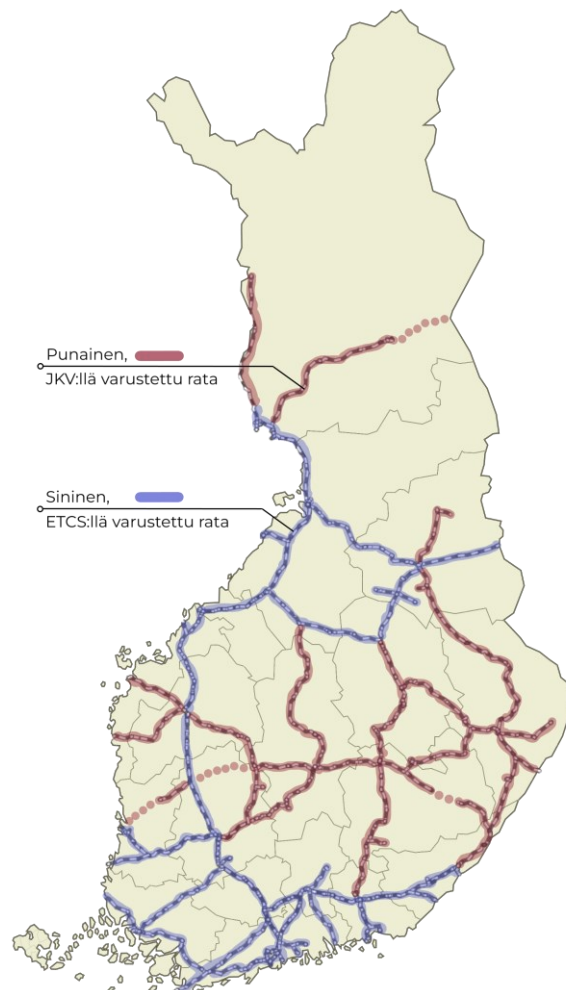 Punainen,
JKV:llä varustettu rata
Sininen,
ETCS:llä varustettu rata